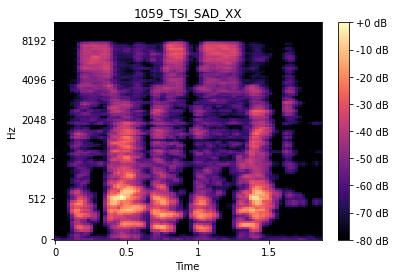 1059_TSI_SAD_XX
8192
4096
2048
1024
512
0
Hz
0
0.5
1
1.5
Time
+0 dB
-10 dB
-20 dB
-30 dB
-40 dB
-50 dB
-60 dB
-70 dB
-80 dB